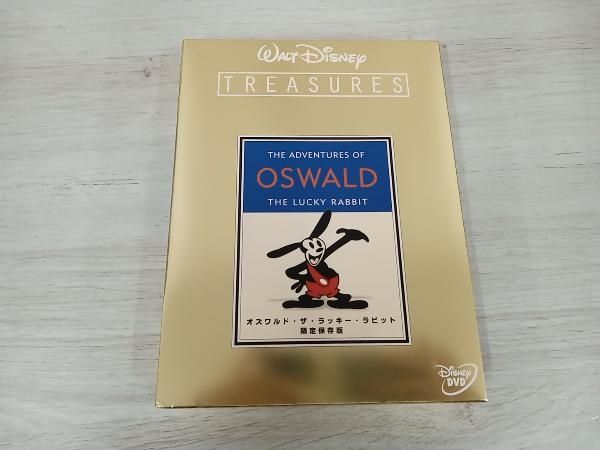 WALT DISNEY
TREASURES
THE ADVENTURES OF
OSWALD
THE LUCKY RABBIT
オズワルド・ザ・ラッキー・ラビット
限定保存版
Disney
DVD